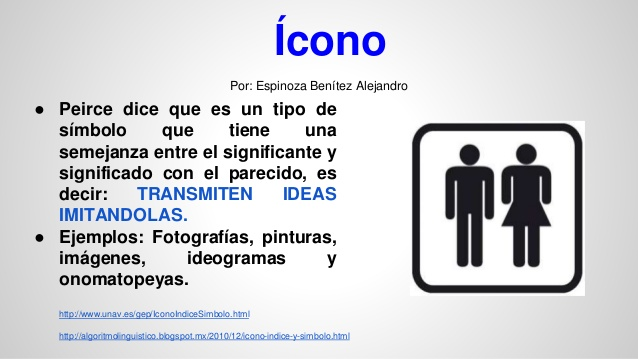 Ícono
Por: Espinoza Benítez Alejandro
● Peirce dice que es un tipo de
símbolo que tiene una
semejanza entre el significante y
significado con el parecido, es
decir: TRANSMITEN IDEAS
IMITANDOLAS.
● Ejemplos: Fotografías, pinturas,
imágenes, ideogramas y
onomatopeyas.
http://www.unav.es/gep/IconoIndiceSimbolo.html
http://algoritmolinguistico.blogspot.mx/2010/12/icono-indice-y-simbolo.html